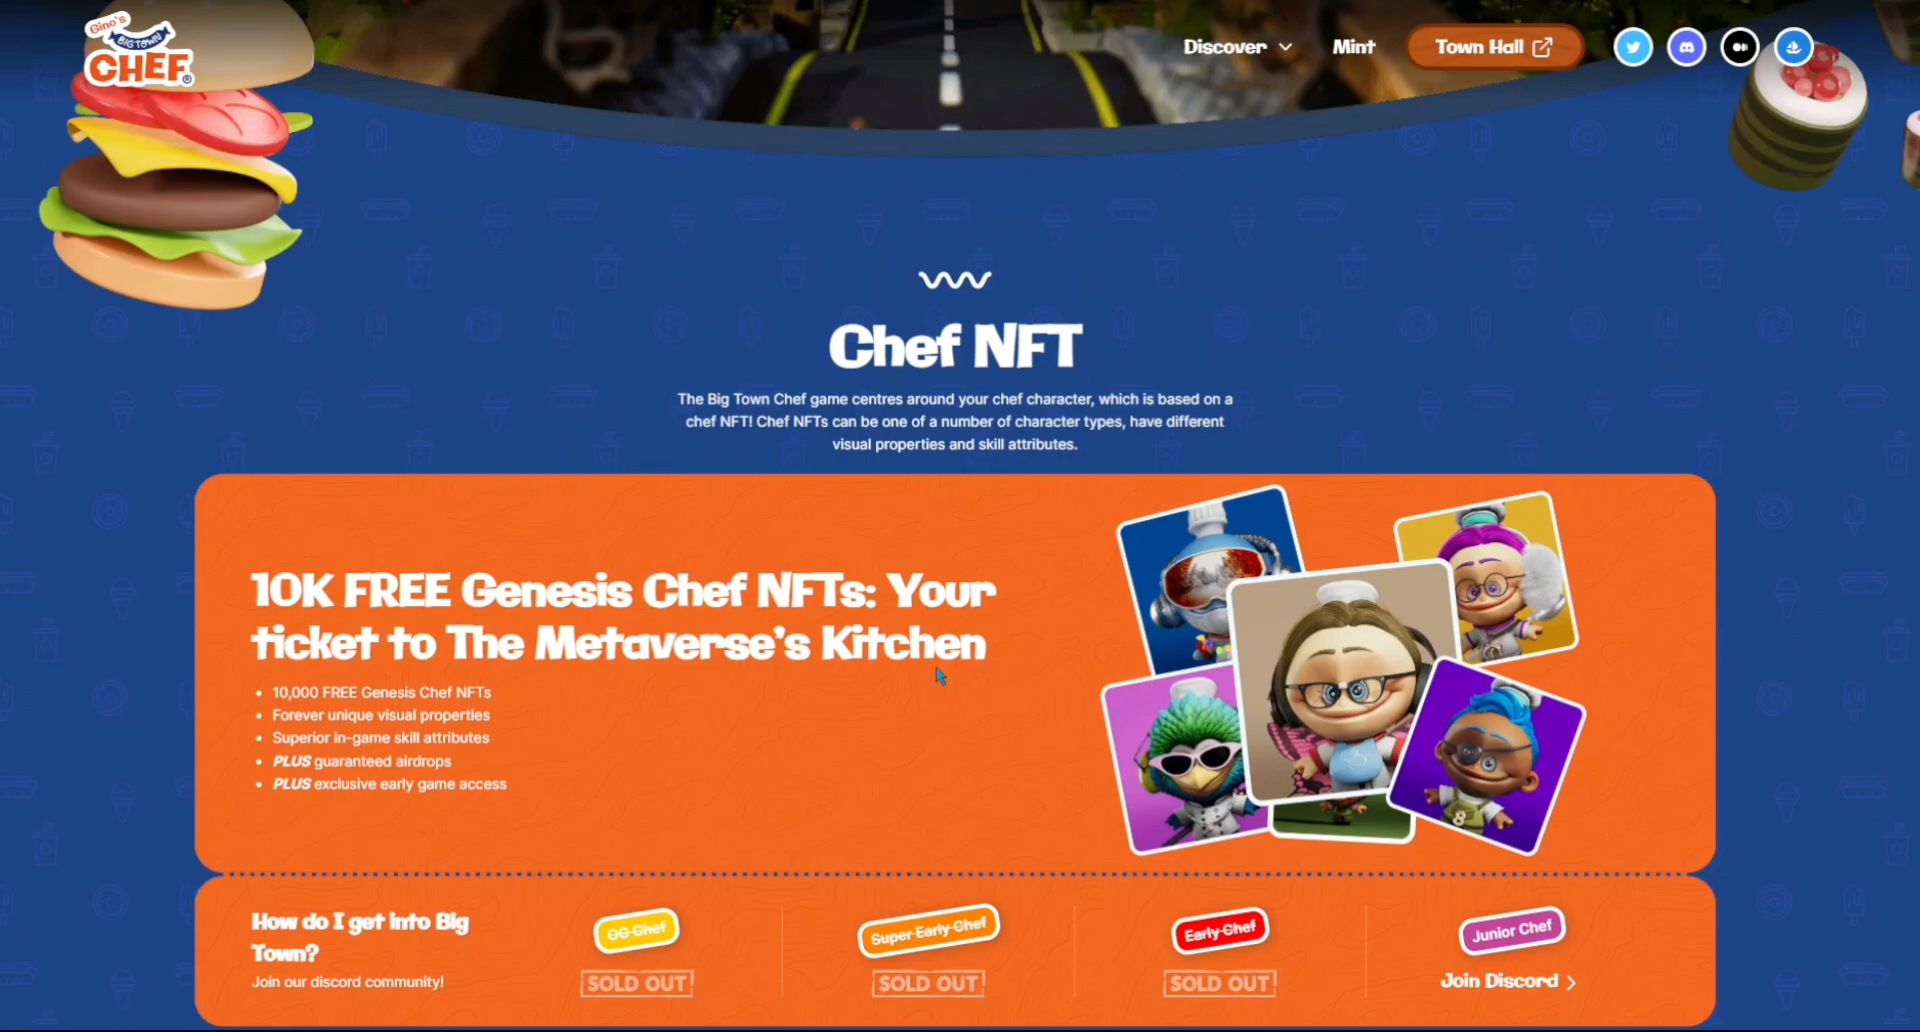 Gino's
BIG TOWN
CHEF®
Discover
Mint
Town Hall
Chef NFT
The Big Town Chef game centres around your chef character, which is based on a
chef NFT! Chef NFTs can be one of a number of character types, have different
visual properties and skill attributes.
10K FREE Genesis Chef NFTs: Your
ticket to The Metaverse's Kitchen
• 10,000 FREE Genesis Chef NFTs
• Forever unique visual properties
• Superior in-game skill attributes
• PLUS guaranteed airdrops
• PLUS exclusive early game access
8
How do I get into Big
Town?
Join our discord community!
OG Chef
SOLD OUT
Super Early Chef
SOLD OUT
Early Chef
SOLD OUT
Junior Chef
Join Discord